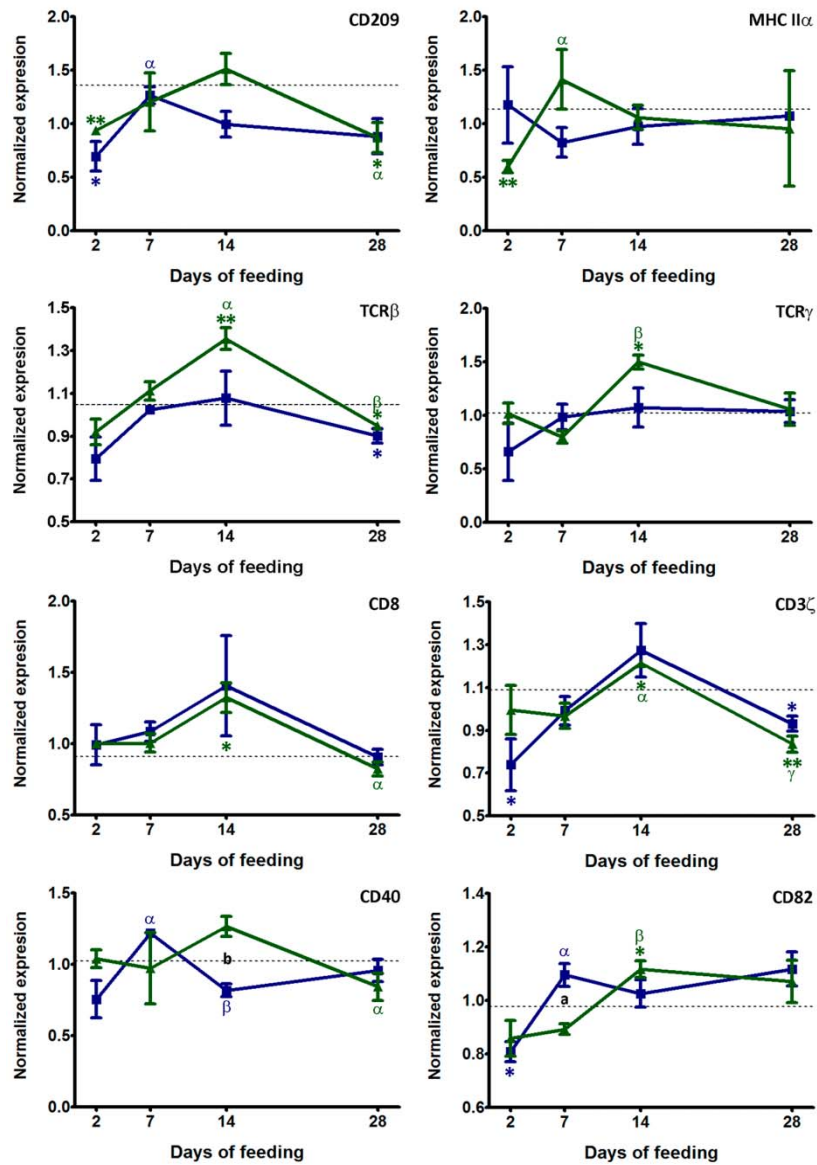 CD209
Normalized expresion
2.0
1.5
1.0
0.5
0.0
α
**
*
*
α
2 7 14 28
Days of feeding
MHC IIα
Normalized expresion
2.0
1.5
1.0
0.5
0.0
α
**
2 7 14 28
Days of feeding
TCRβ
Normalized expresion
1.5
1.3
1.1
0.9
0.7
0.5
α
**
β
*
*
2 7 14 28
Days of feeding
TCRγ
Normalized expresion
2.0
1.5
1.0
0.5
0.0
β
*
2 7 14 28
Days of feeding
CD8
Normalized expresion
2.0
1.5
1.0
0.5
*
α
2 7 14 28
Days of feeding
CD3ζ
Normalized expresion
1.5
1.3
1.1
0.9
0.7
0.5
*
*
α
*
**
γ
2 7 14 28
Days of feeding
CD40
Normalized expresion
1.5
1.0
0.5
0.0
α
b
β
α
2 7 14 28
Days of feeding
CD82
Normalized expresion
1.4
1.2
1.0
0.8
0.6
α
a
β
*
*
2 7 14 28
Days of feeding